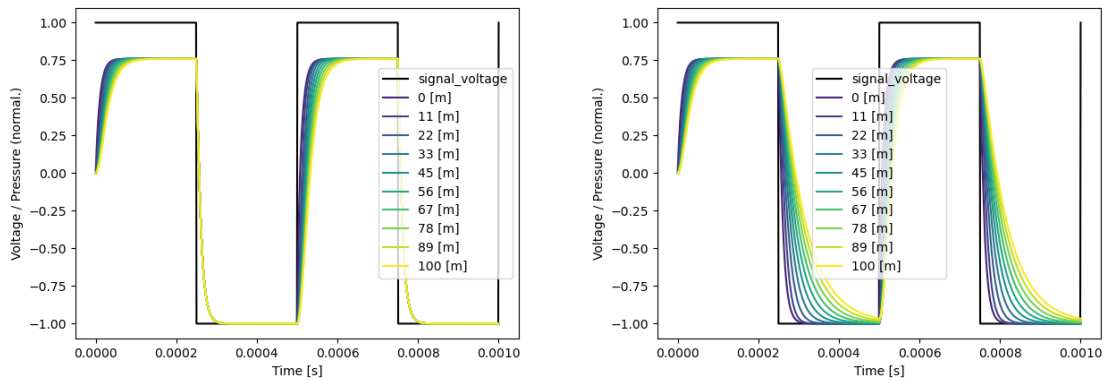 1.00
0.75
0.50
0.25
0.00
−0.25
−0.50
−0.75
−1.00
Voltage / Pressure (normal.)
signal_voltage
0 [m]
11 [m]
22 [m]
33 [m]
45 [m]
56 [m]
67 [m]
78 [m]
89 [m]
100 [m]
0.0000 0.0002 0.0004 0.0006 0.0008 0.0010
Time [s]
1.00
0.75
0.50
0.25
0.00
−0.25
−0.50
−0.75
−1.00
Voltage / Pressure (normal.)
signal_voltage
0 [m]
11 [m]
22 [m]
33 [m]
45 [m]
56 [m]
67 [m]
78 [m]
89 [m]
100 [m]
0.0000 0.0002 0.0004 0.0006 0.0008 0.0010
Time [s]